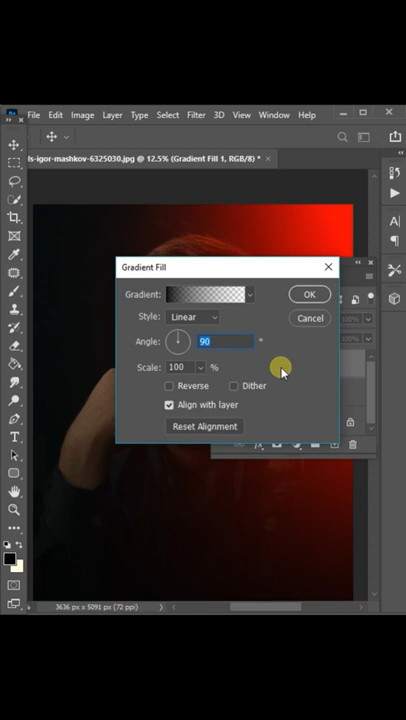 File Edit Image Layer Type Select Filter 3D View Window Help
ls-igor-mashkov-6325030.jpg @ 12.5% (Gradient Fill 1, RGB/8) *
Gradient Fill
Gradient:
OK
Style: Linear
Cancel
Angle: 90 °
Scale: 100 %
Reverse Dither
Align with layer
Reset Alignment
3636 px x 5091 px (72 ppi)